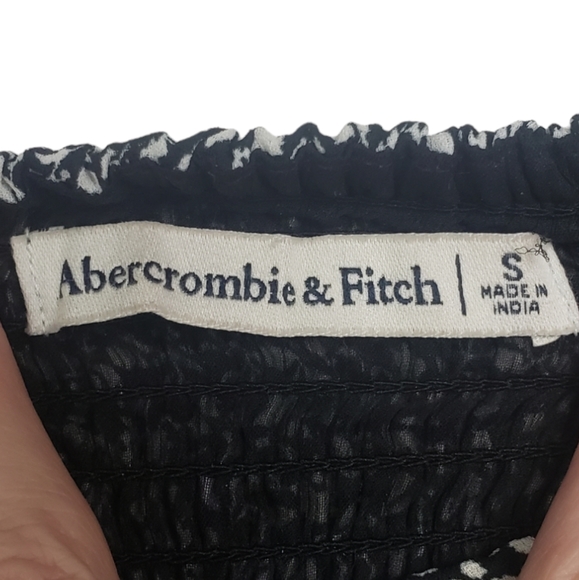 Abercrombie & Fitch | S
MADE IN
INDIA